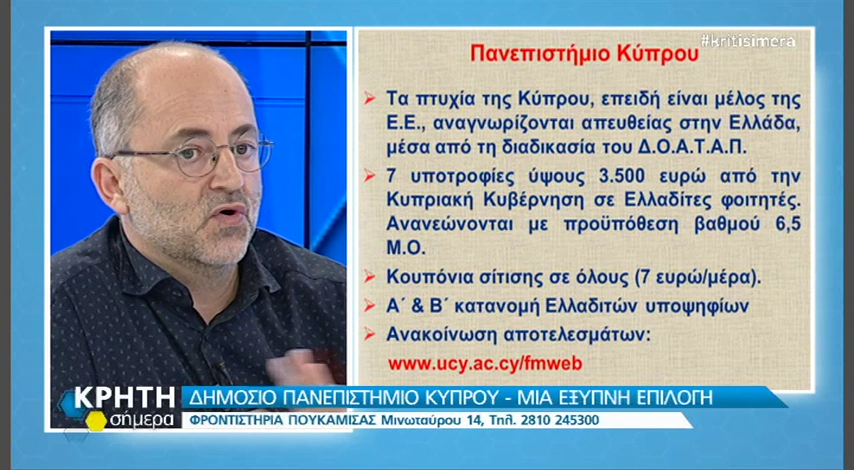 #kritisimera
Πανεπιστήμιο Κύπρου
Τα πτυχία της Κύπρου, επειδή είναι μέλος της
Ε.Ε., αναγνωρίζονται απευθείας στην Ελλάδα,
μέσα από τη διαδικασία του Δ.Ο.Α.Τ.Α.Π.
7 υποτροφίες ύψους 3.500 ευρώ από την
Κυπριακή Κυβέρνηση σε Ελλαδίτες φοιτητές.
Ανανεώνονται με προϋπόθεση βαθμού 6,5
Μ.Ο.
Κουπόνια σίτισης σε όλους (7 ευρώ/μέρα).
Α΄ & Β΄ κατανομή Ελλαδιτών υποψηφίων
Ανακοίνωση αποτελεσμάτων:
www.ucy.ac.cy/fmweb
ΚΡΗΤΗ
σήμερα
ΔΗΜΟΣΙΟ ΠΑΝΕΠΙΣΤΗΜΙΟ ΚΥΠΡΟΥ - ΜΙΑ ΕΞΥΠΝΗ ΕΠΙΛΟΓΗ
ΦΡΟΝΤΙΣΤΗΡΙΑ ΠΟΥΚΑΜΙΣΑΣ Μινωταύρου 14, Τηλ. 2810 245300